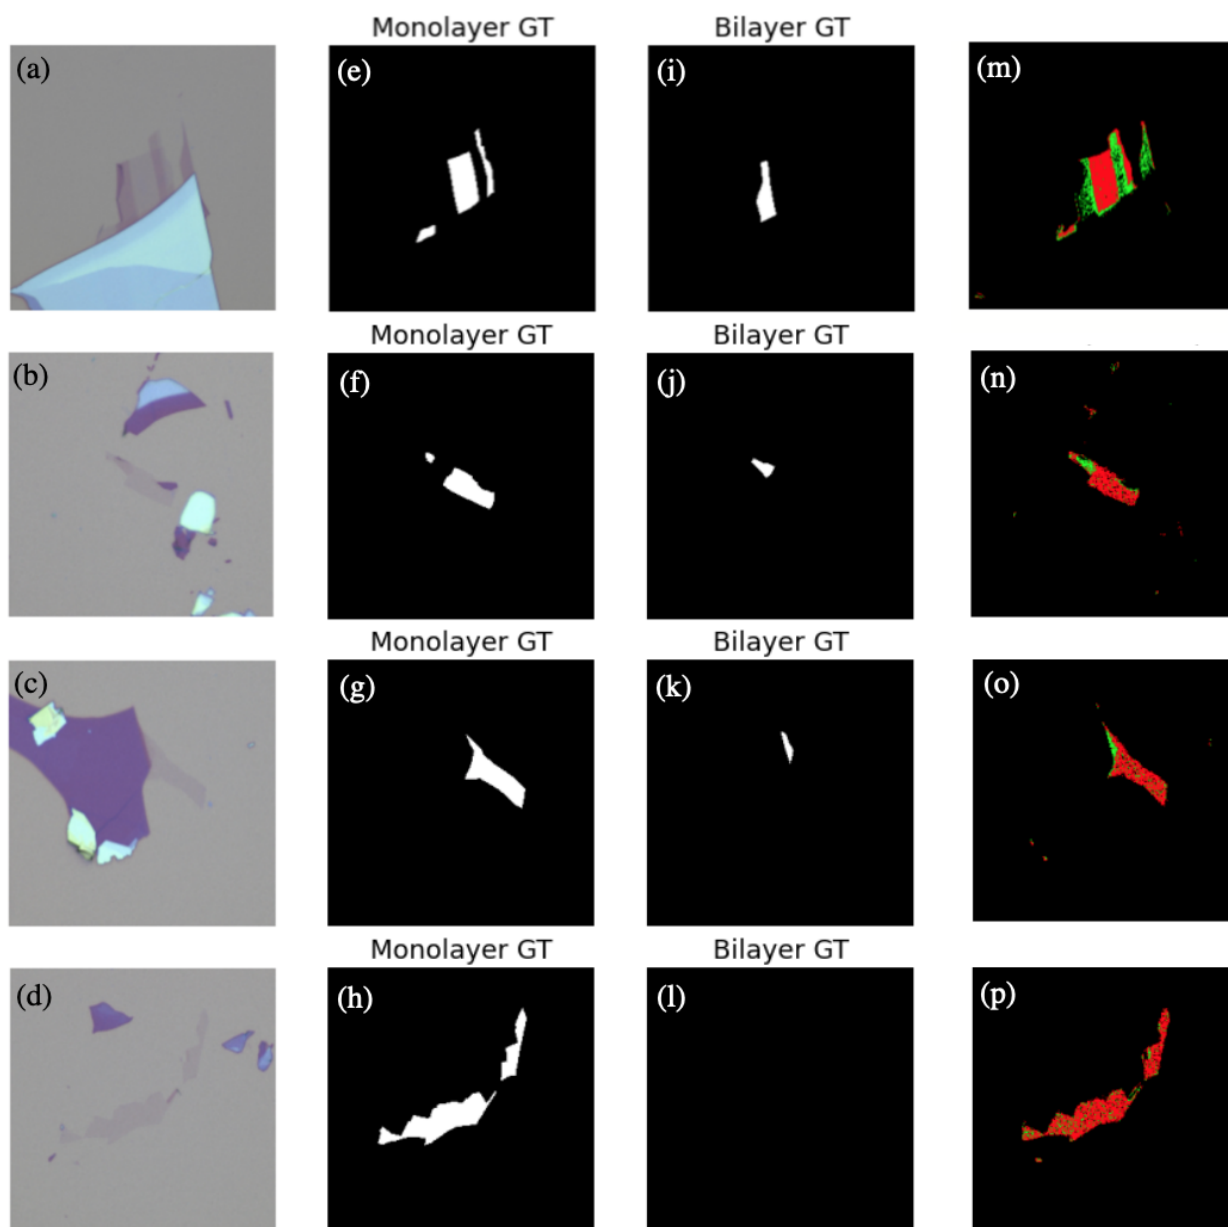 Monolayer GT Bilayer GT
(a) (e) (i) (m)
Monolayer GT Bilayer GT
(b) (f) (j) (n)
Monolayer GT Bilayer GT
(c) (g) (k) (o)
Monolayer GT Bilayer GT
(d) (h) (l) (p)